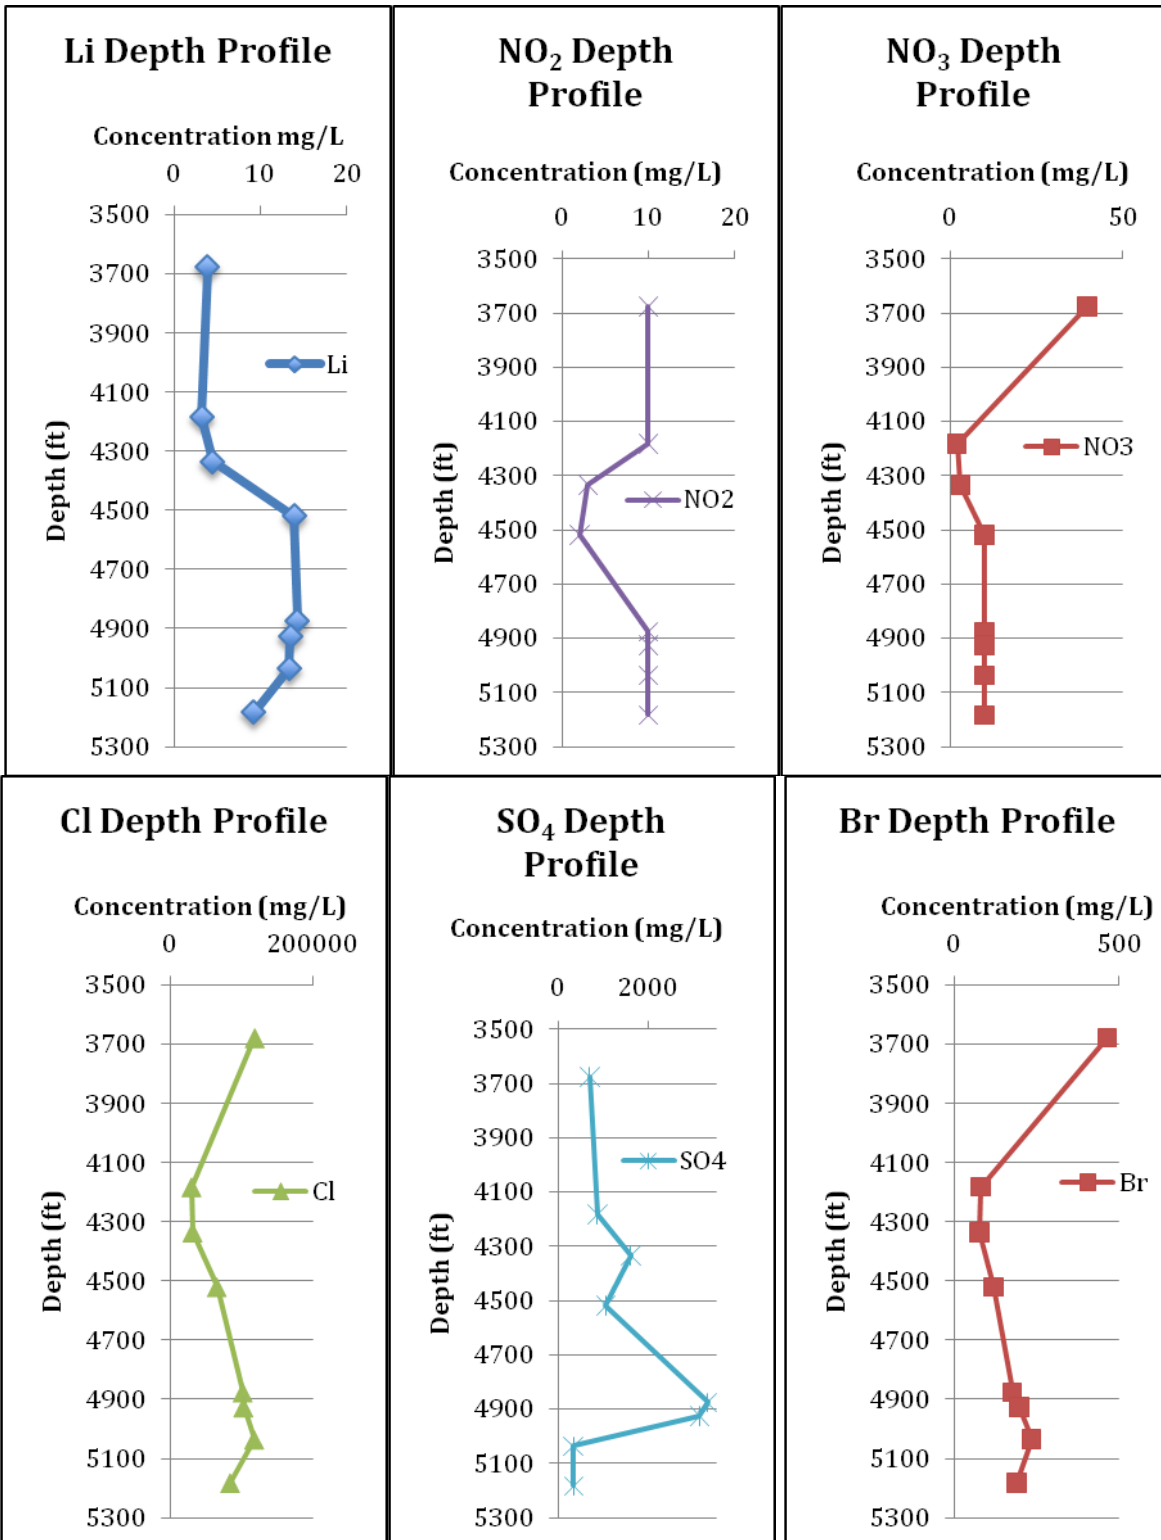 Li Depth Profile
Concentration mg/L
0 10 20
3500
3700
3900
4100
4300
4500
4700
4900
5100
5300
Depth (ft)
Li
NO₂ Depth
Profile
Concentration (mg/L)
0 10 20
3500
3700
3900
4100
4300
4500
4700
4900
5100
5300
Depth (ft)
NO2
NO₃ Depth
Profile
Concentration (mg/L)
0 50
3500
3700
3900
4100
4300
4500
4700
4900
5100
5300
Depth (ft)
NO3
Cl Depth Profile
Concentration (mg/L)
0 200000
3500
3700
3900
4100
4300
4500
4700
4900
5100
5300
Depth (ft)
Cl
SO₄ Depth
Profile
Concentration (mg/L)
0 2000
3500
3700
3900
4100
4300
4500
4700
4900
5100
5300
Depth (ft)
SO4
Br Depth Profile
Concentration (mg/L)
0 500
3500
3700
3900
4100
4300
4500
4700
4900
5100
5300
Depth (ft)
Br